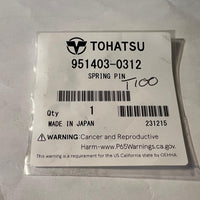 TOHATSU
951403-0312
SPRING PIN
T100
Qty 1
MADE IN JAPAN 231215
WARNING: Cancer and Reproductive
Harm-www.P65Warnings.ca.gov.
This warning is a requirement for the US California state by OEHHA.